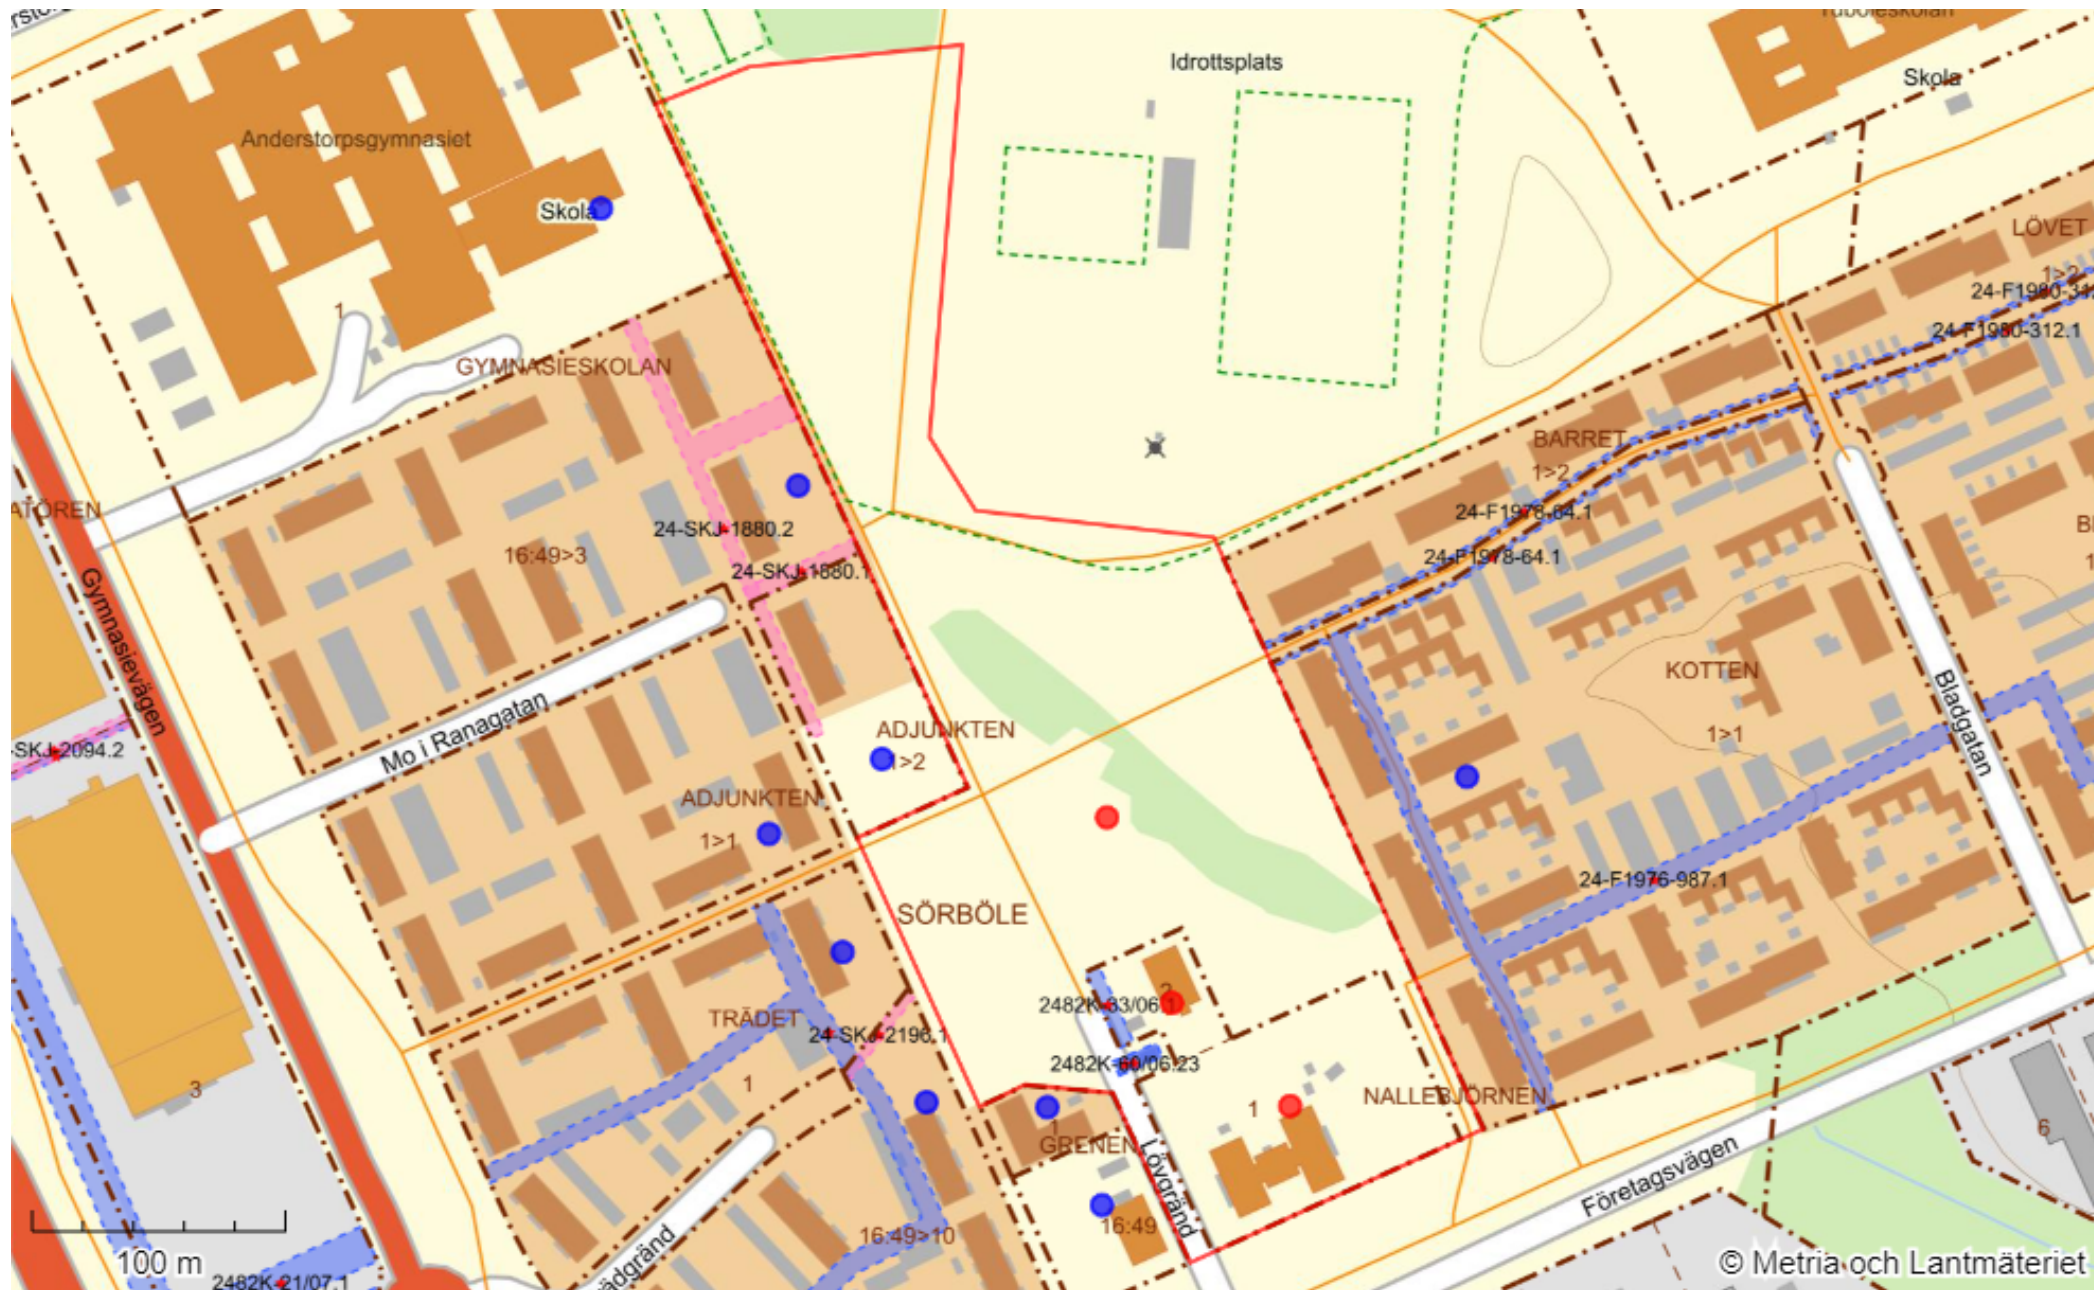 Idrottsplats
Skola
Anderstorpsgymnasiet
Skola
LÖVET
1>2
24-F1980-312.1
1
GYMNASIESKOLAN
BARRET
1>2
24-F1978-64.1
24-SKJ-1880.2
16:49>3
24-F1978-64.1
24-SKJ-1880.1
Gymnasievägen
KOTTEN
Mo i Ranagatan
ADJUNKTEN
1>2
1>1
Bladgatan
-SKJ-2094.2
ADJUNKTEN
1>1
24-F1976-987.1
SÖRBÖLE
2
2482K-33/06.1
TRÄDET
24-SKJ-2196.1
2482K-60/06.23
3
1
1
NALLEBJÖRNEN
1
GRENEN
6
Lövgränd
Företagsvägen
16:49
16:49>10
100 m
2482K-21/07.1
© Metria och Lantmäteriet